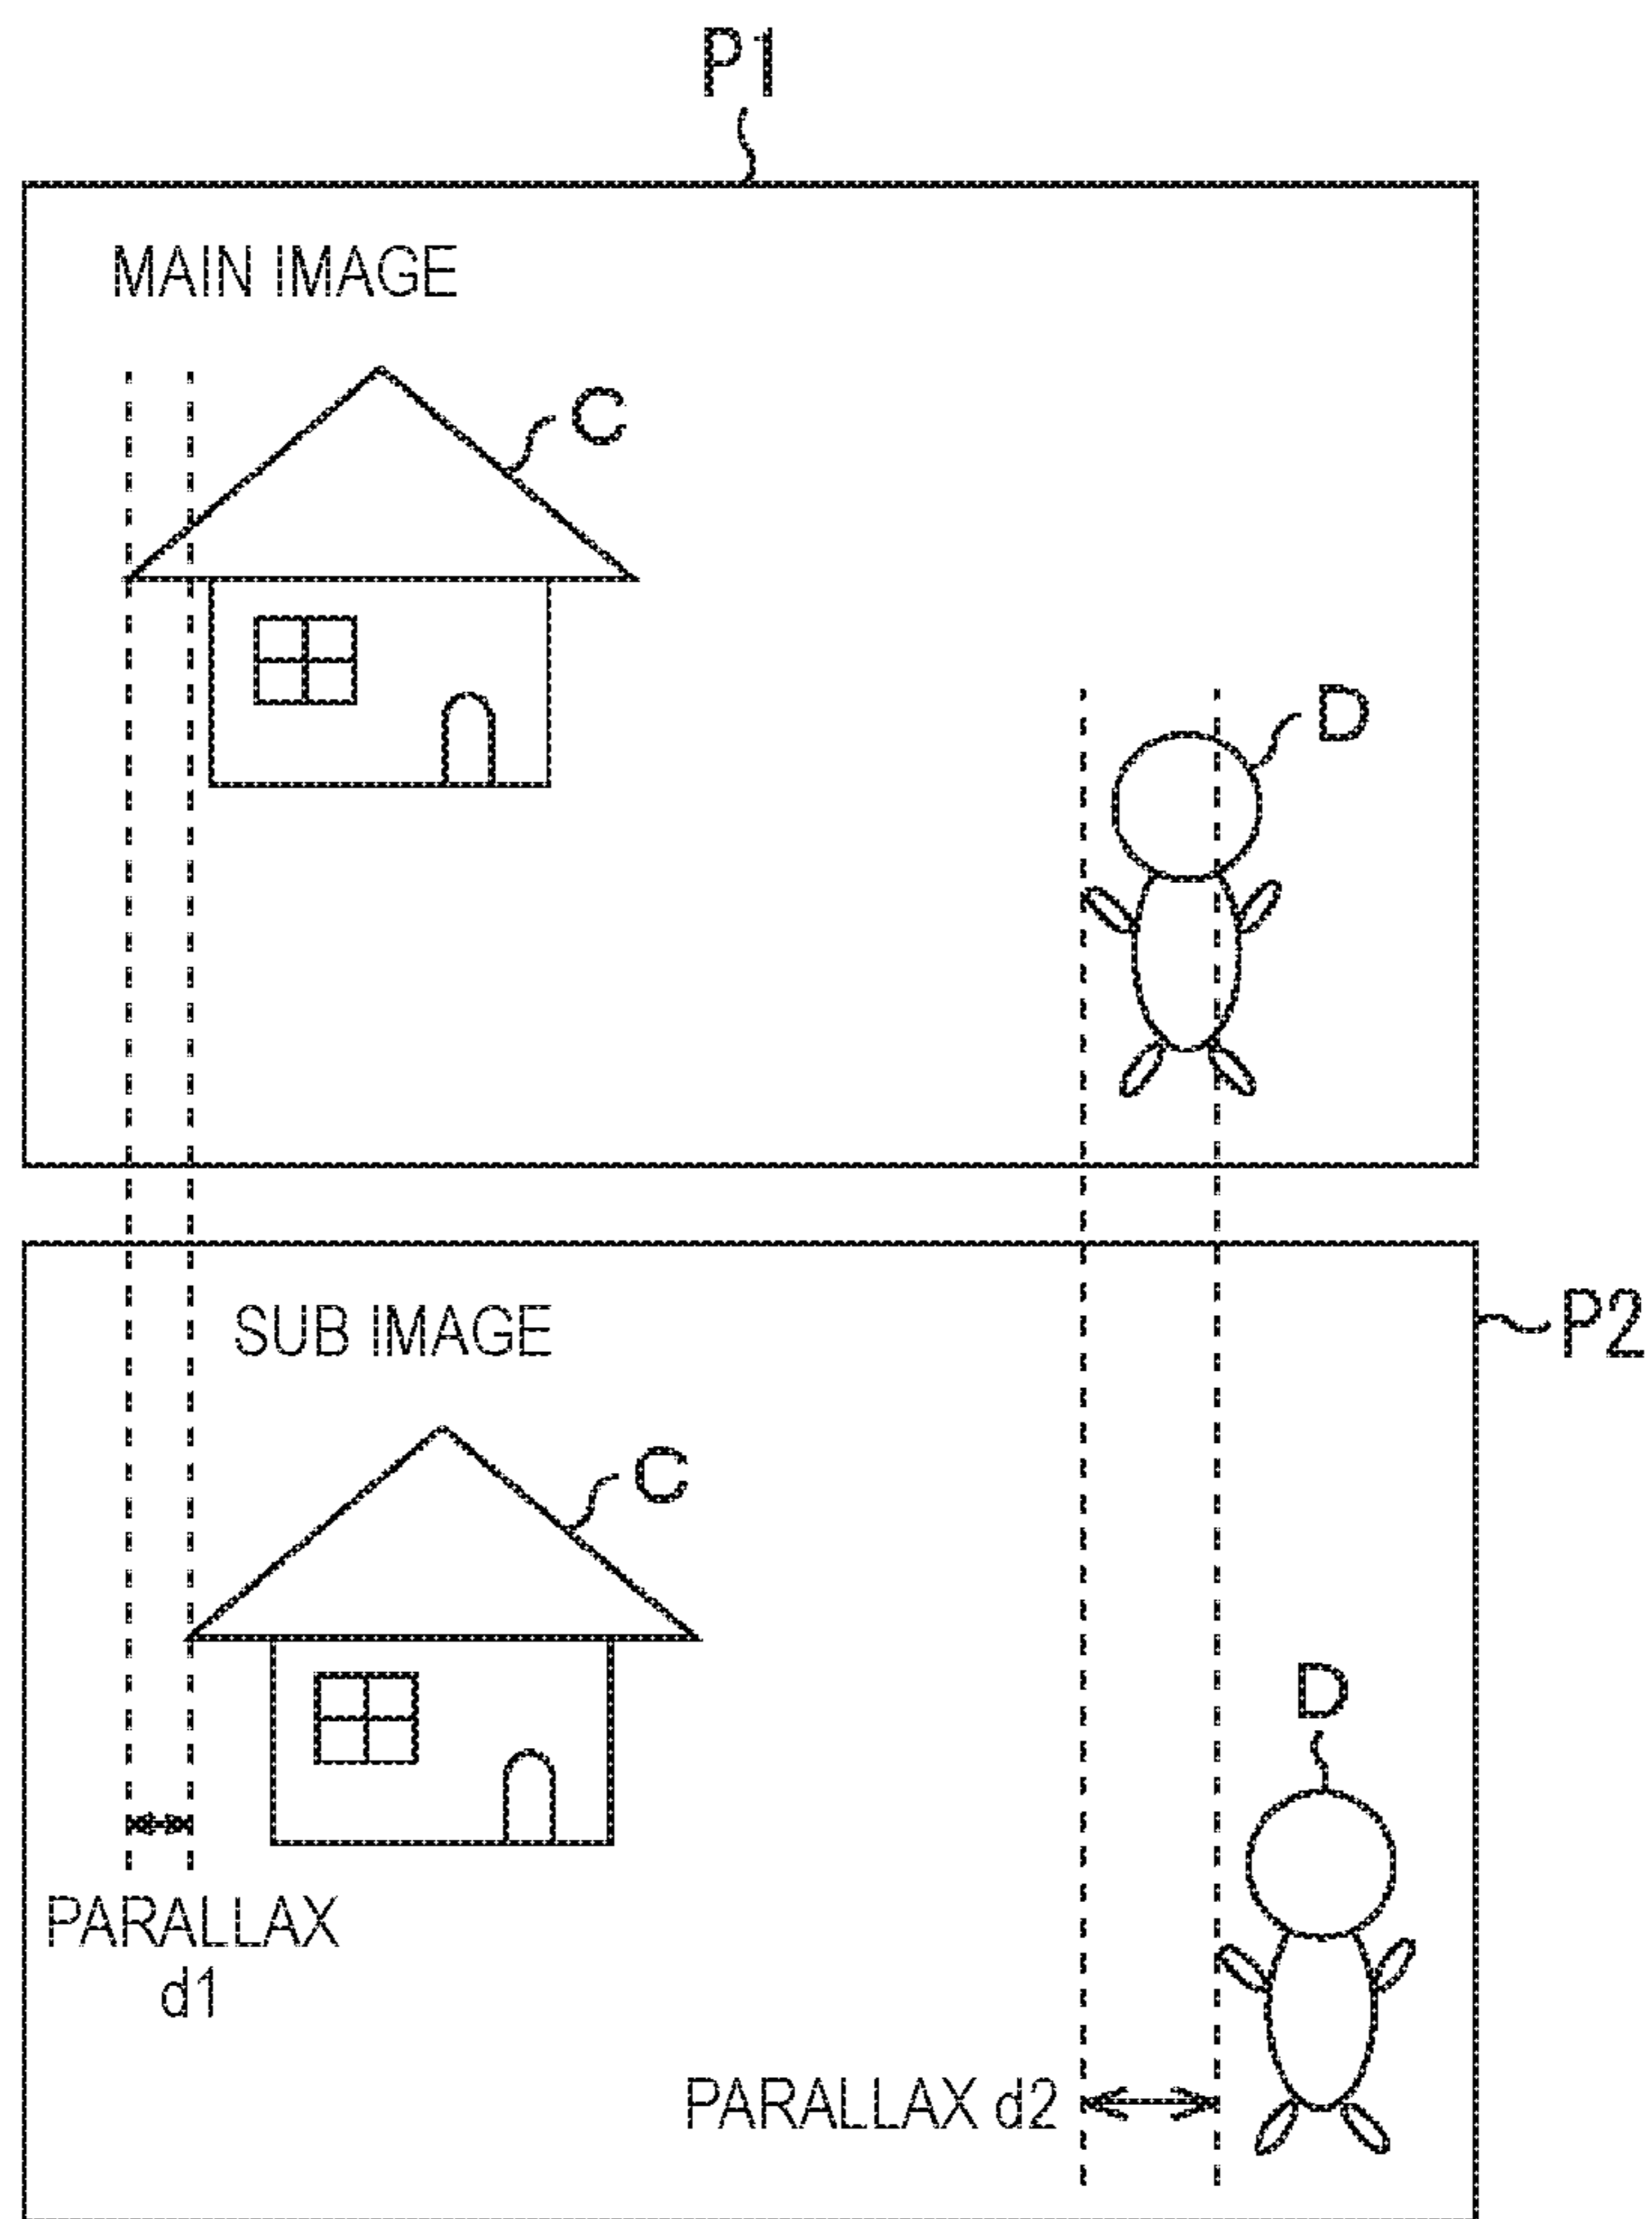 P1
MAIN IMAGE
C
D
P2
SUB IMAGE
C
D
PARALLAX
d1
PARALLAX d2